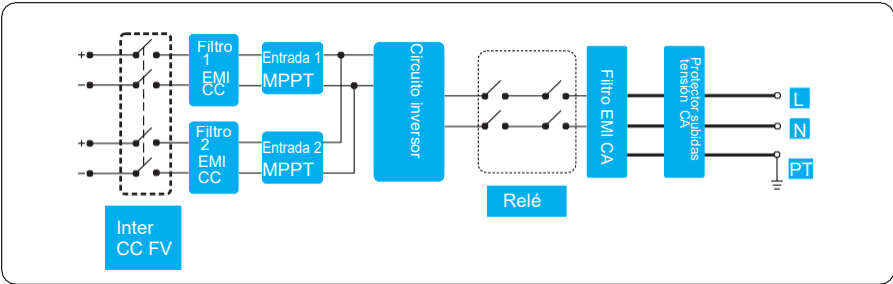 +
Filtro
1
EMI
CC
Entrada 1
MPPT
–
+
Filtro
2
EMI
CC
Entrada 2
MPPT
–
Inter
CC FV
Circuito inversor
Relé
Filtro EMI CA
Protector subidas
tensión CA
L
N
PT